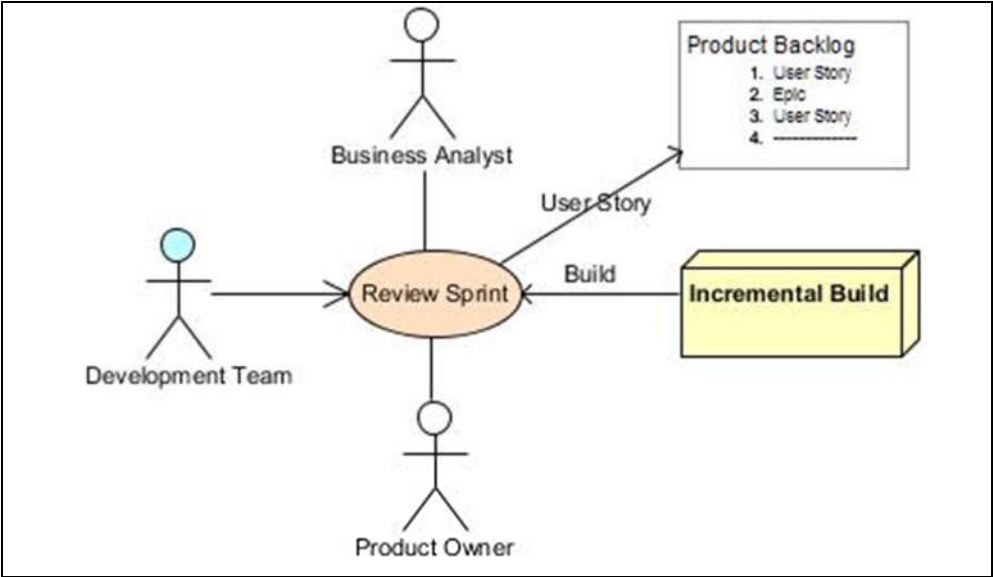 Business Analyst
Product Backlog
1. User Story
2. Epic
3. User Story
4. --------------
User Story
Development Team
Review Sprint
Build
Incremental Build
Product Owner